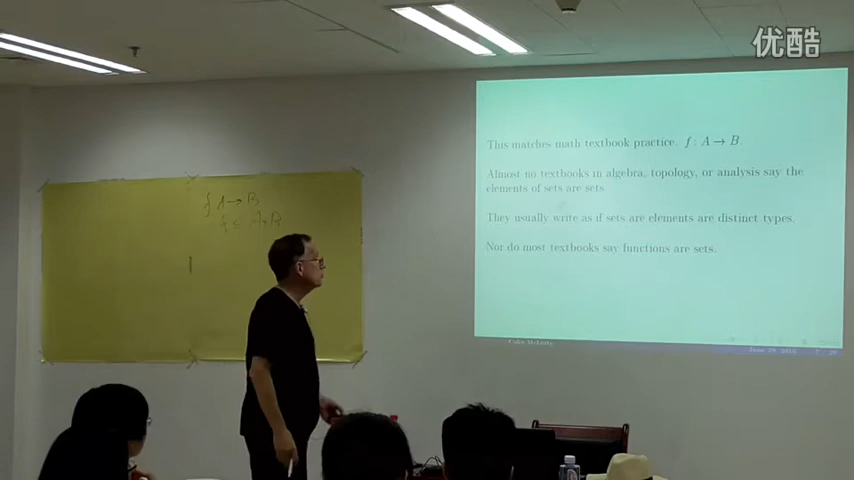 优酷
This matches math textbook practice. f : A → B.
Almost no textbooks in algebra, topology, or analysis say the
elements of sets are sets.
They usually write as if sets are elements are distinct types.
Nor do most textbooks say functions are sets.
f A → B
Colin McLarty